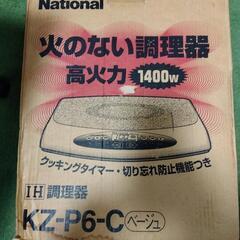 National
火のない調理器
高火力 1400W
クッキングタイマー・切り忘れ防止機能つき
IH 調理器
KZ-P6-C ベージュ